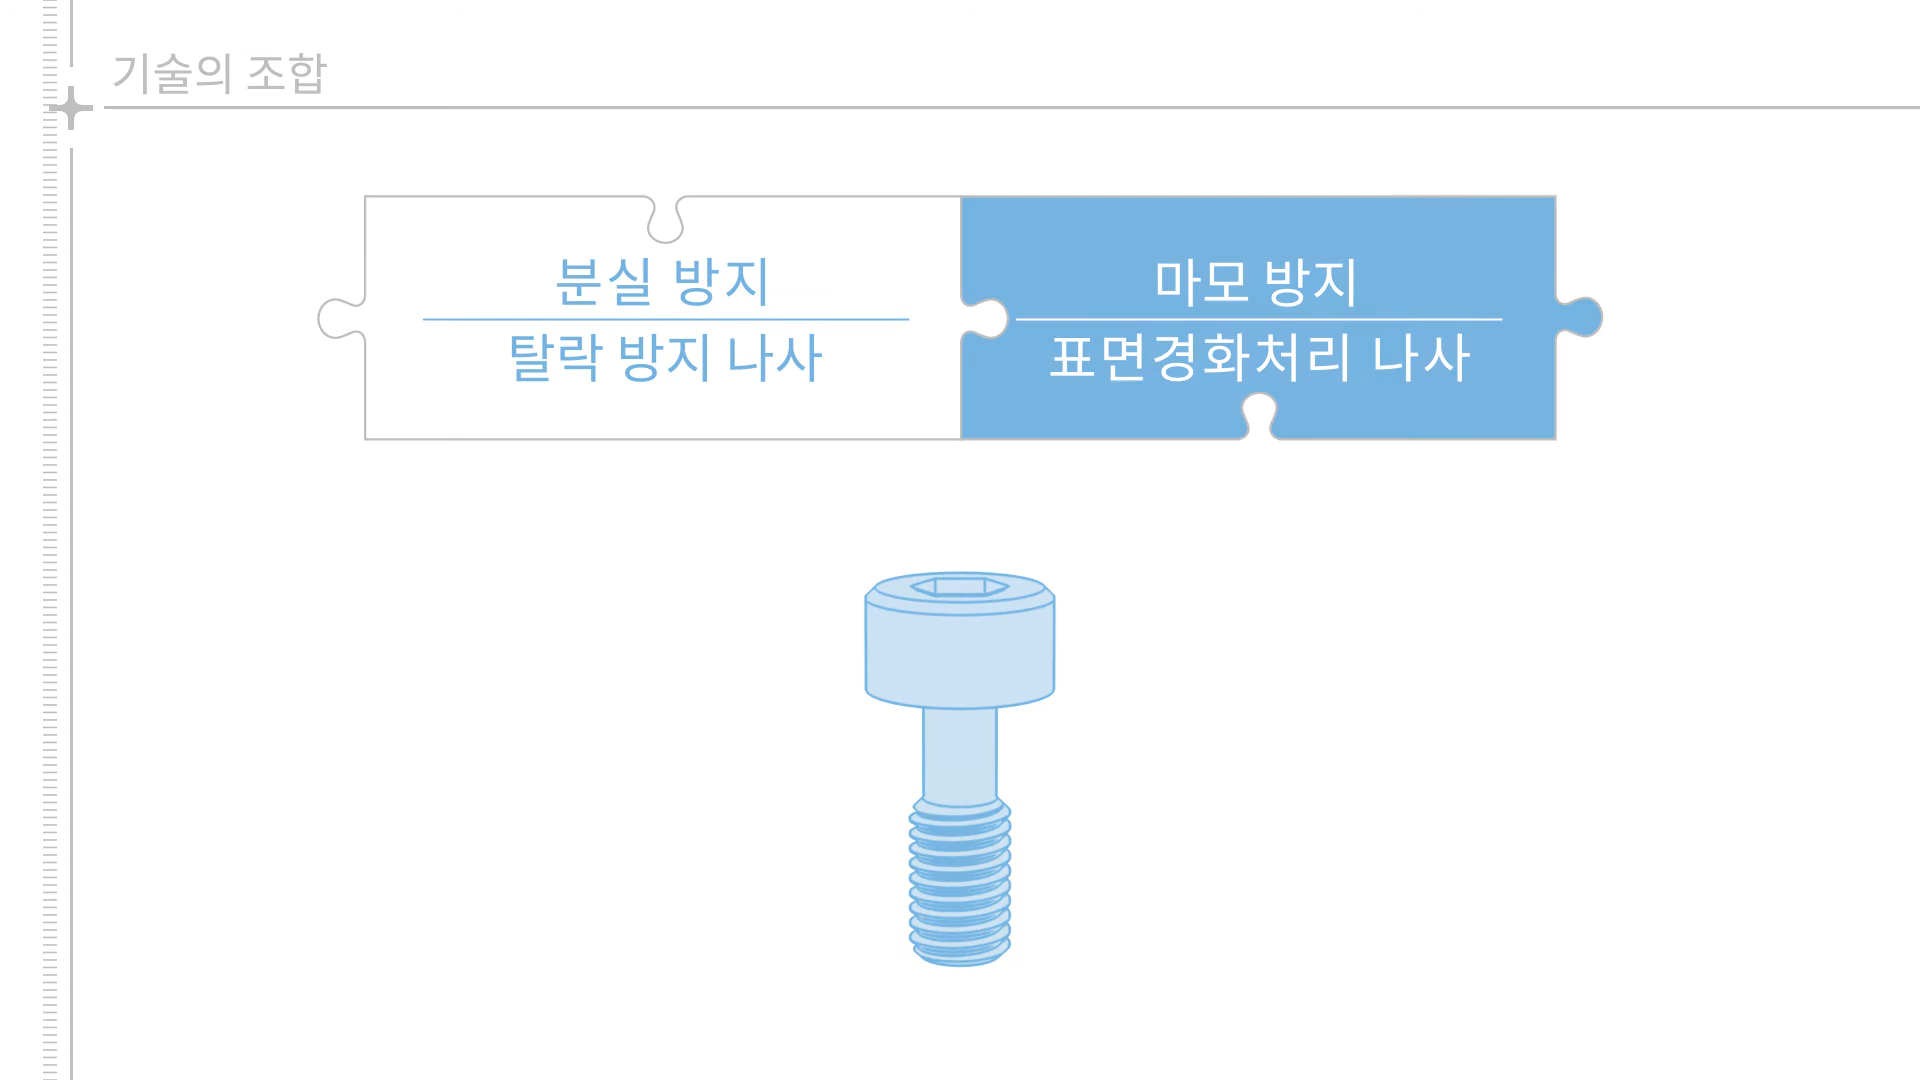 기술의 조합
분실 방지
탈락 방지 나사
마모 방지
표면경화처리 나사